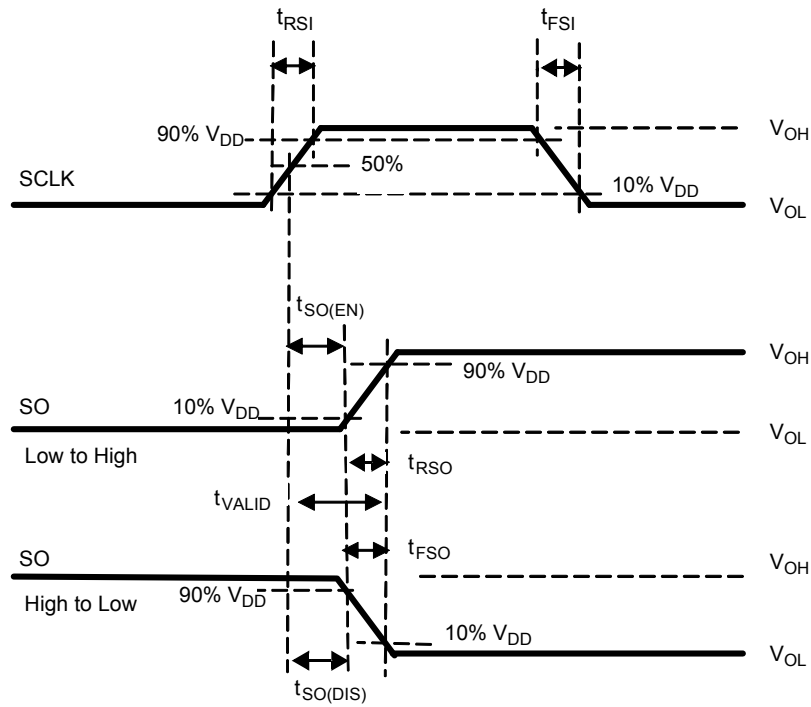 tRSI
tFSI
90% VDD
VOH
50%
SCLK
10% VDD
VOL
tSO(EN)
VOH
90% VDD
10% VDD
SO
VOL
Low to High
tRSO
tVALID
tFSO
SO
VOH
90% VDD
High to Low
10% VDD
VOL
tSO(DIS)